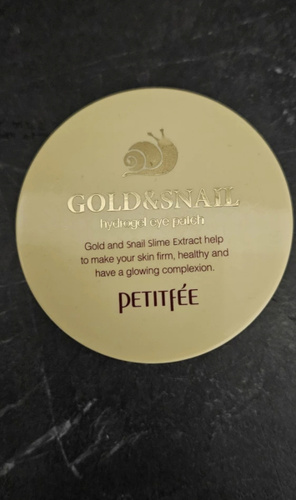 GOLD&SNAIL
hydrogel eye patch
Gold and Snail Slime Extract help
to make your skin firm, healthy and
have a glowing complexion.
PETITFÉE